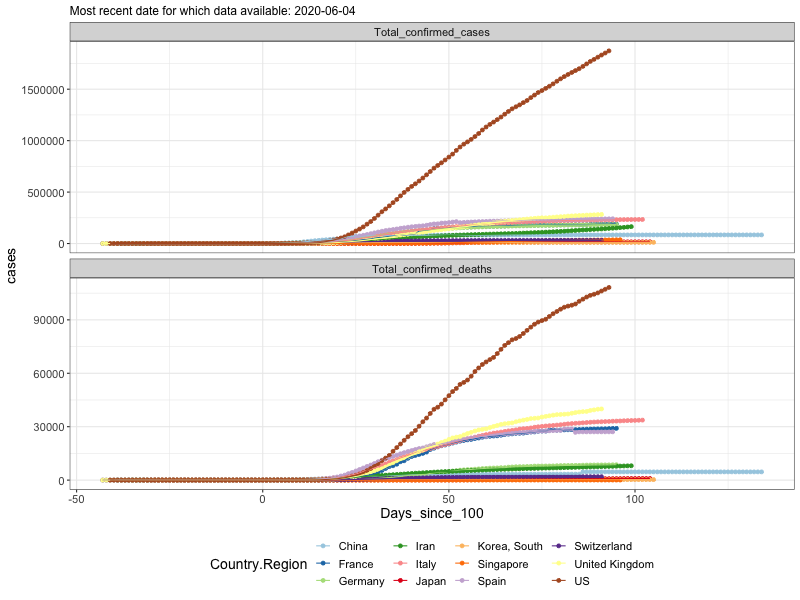 Most recent date for which data available: 2020-06-04
Total_confirmed_cases
1500000
1000000
500000
0
Total_confirmed_deaths
90000
60000
30000
0
cases
-50 0 50 100
Days_since_100
Country.Region
China Iran Korea, South Switzerland
France Italy Singapore United Kingdom
Germany Japan Spain US